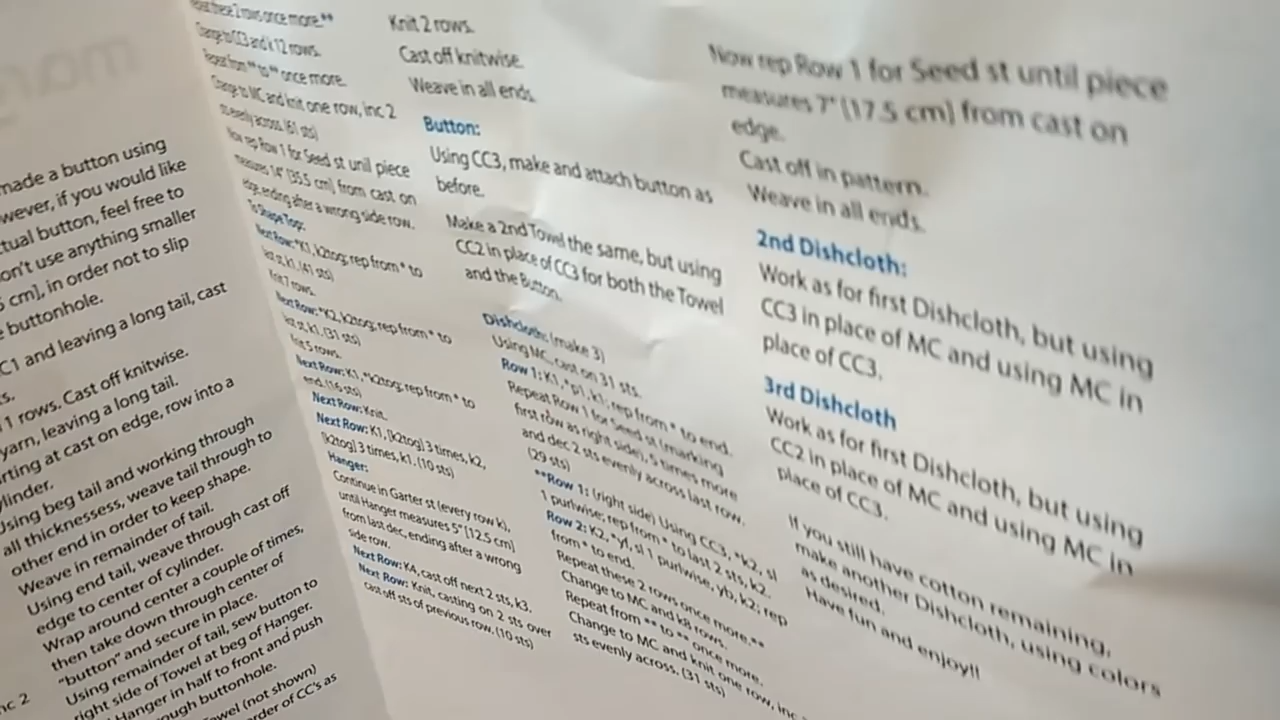 made a button using
wever, if you would like
tual button, feel free to
on't use anything smaller
cm], in order not to slip
buttonhole.
C1 and leaving a long tail, cast
ts.
1 rows. Cast off knitwise.
yarn, leaving a long tail.
rting at cast on edge, row into a
ylinder.
Using beg tail and working through
all thicknessess, weave tail through to
other end in order to keep shape.
Weave in remainder of tail.
Using end tail, weave through cast off
edge to center of cylinder.
Wrap around center a couple of times,
then take down through center of
"button" and secure in place.
Using remainder of tail, sew button to
right side of Towel at beg of Hanger.
Hanger in half to front and push
ough buttonhole.
nc 2
owel (not shown)
order of CC's as
these 2 rows once more.**
Change to CC3 and k 12 rows.
Repeat from ** to ** once more.
Change to MC and knit one row, inc 2
sts evenly across. (61 sts)
Now rep Row 1 for Seed st unil piece
measures 14" [35.5 cm] from cast on
edge, ending after a wrong side row.
To Shape Top:
Next Row: *K1, k2tog; rep from * to
last st, k1. (41 sts)
Knit 7 rows.
Next Row: *K2, k2tog; rep from * to
last st, k1. (31 sts)
Knit 5 rows.
Next Row: K1, *k2tog; rep from * to
end. (16 sts)
Next Row: Knit.
Next Row: K1, [k2tog] 3 times, k2,
[k2tog] 3 times, k1. (10 sts)
Hanger:
Continue in Garter st (every row k),
until Hanger measures 5" [12.5 cm]
from last dec, ending after a wrong
side row.
Next Row: K4, cast off next 2 sts, k3.
Next Row: Knit, casting on 2 sts over
cast off sts of previous row. (10 sts)
Knit 2 rows.
Cast off knitwise.
Weave in all ends.
Button:
Using CC3, make and attach button as
before.
Make a 2nd Towel the same, but using
CC2 in place of CC3 for both the Towel
and the Button.
Dishcloth: (make 3)
Using MC, cast on 31 sts.
Row 1: K1, *p1, k1; rep from * to end.
Repeat Row 1 for Seed st (marking
first row as right side), 5 times more
and dec 2 sts evenly across last row.
(29 sts)
**Row 1: (right side) Using CC3, *k2, sl
1 purlwise; rep from * to last 2 sts, k2.
Row 2: K2, *yf, sl 1 purlwise, yb, k2; rep
from * to end.
Repeat these 2 rows once more.**
Change to MC and k8 rows.
Repeat from ** to ** once more.
Change to MC and knit one row, inc
sts evenly across. (31 sts)
Now rep Row 1 for Seed st until piece
measures 7" [17.5 cm] from cast on
edge.
Cast off in pattern.
Weave in all ends.
2nd Dishcloth:
Work as for first Dishcloth, but using
CC3 in place of MC and using MC in
place of CC3.
3rd Dishcloth
Work as for first Dishcloth, but using
CC2 in place of MC and using MC in
place of CC3.
If you still have cotton remaining,
make another Dishcloth, using colors
as desired.
Have fun and enjoy!!